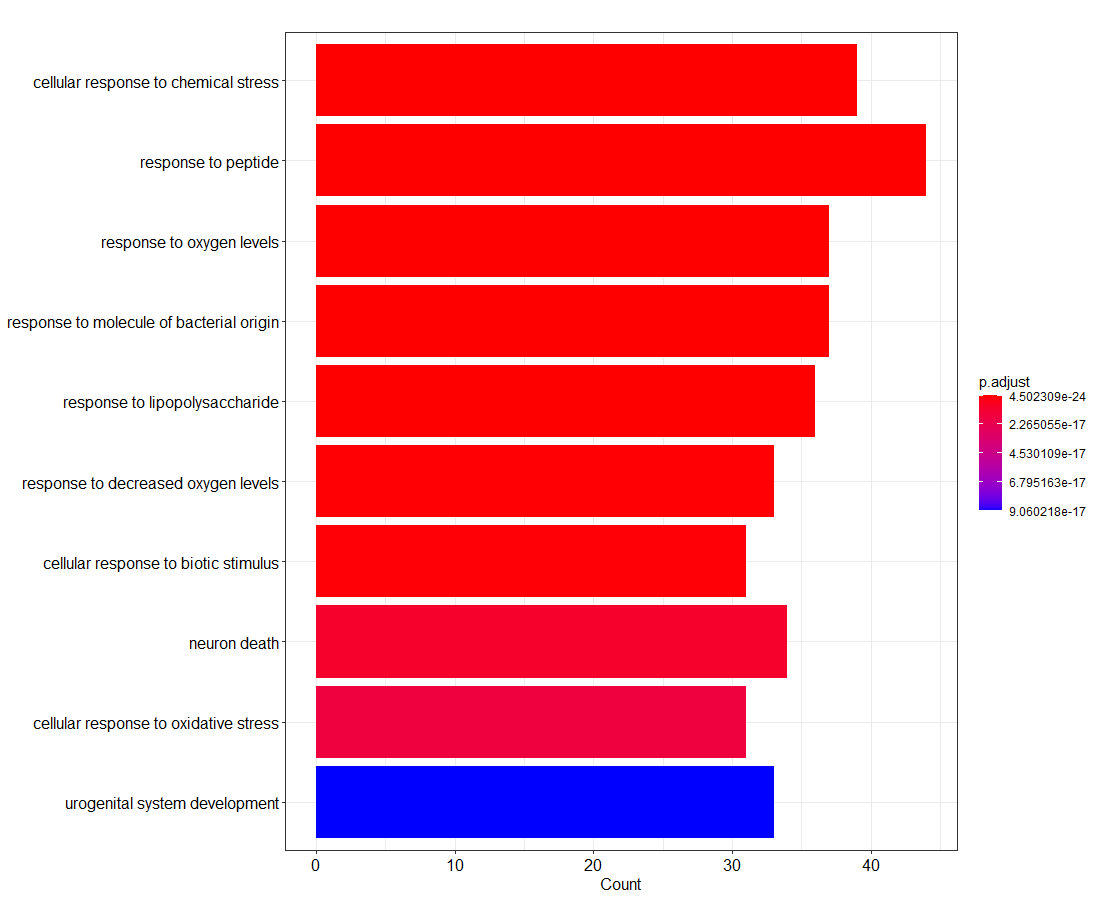 cellular response to chemical stress
response to peptide
response to oxygen levels
response to molecule of bacterial origin
response to lipopolysaccharide
response to decreased oxygen levels
cellular response to biotic stimulus
neuron death
cellular response to oxidative stress
urogenital system development
0 10 20 30 40
Count
p.adjust
4.502309e-24
2.265055e-17
4.530109e-17
6.795163e-17
9.060218e-17